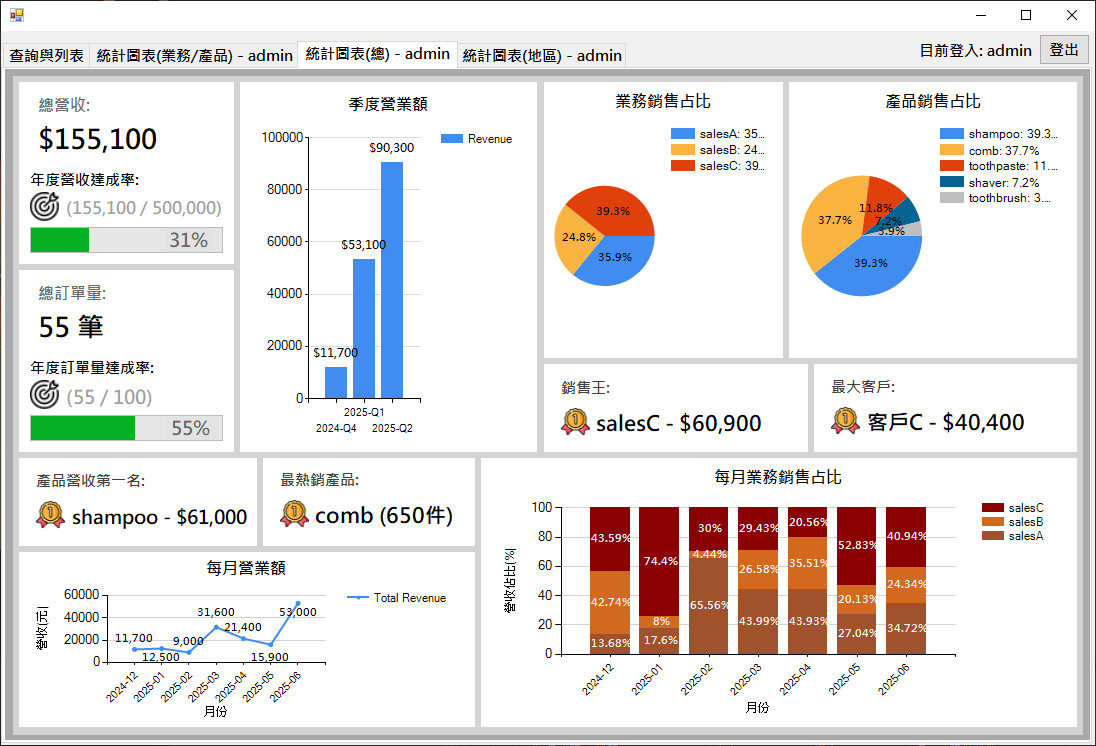 查詢與列表
統計圖表(業務/產品) - admin
統計圖表(總) - admin
統計圖表(地區) - admin
目前登入: admin
登出
總營收:
$155,100
年度營收達成率:
(155,100 / 500,000)
31%
總訂單量:
55 筆
年度訂單量達成率:
(55 / 100)
55%
季度營業額
Revenue
100000
80000
60000
40000
20000
0
$11,700
$53,100
$90,300
2024-Q4
2025-Q1
2025-Q2
業務銷售占比
salesA: 35...
salesB: 24...
salesC: 39...
39.3%
24.8%
35.9%
產品銷售占比
shampoo: 39.3...
comb: 37.7%
toothpaste: 11....
shaver: 7.2%
toothbrush: 3....
37.7%
11.8%
7.2%
3.9%
39.3%
銷售王:
salesC - $60,900
最大客戶:
客戶C - $40,400
產品營收第一名:
shampoo - $61,000
最熱銷產品:
comb (650件)
每月營業額
Total Revenue
營收(元)
60000
40000
20000
0
11,700
12,500
9,000
31,600
21,400
15,900
53,000
2024-12
2025-01
2025-02
2025-03
2025-04
2025-05
2025-06
月份
每月業務銷售占比
salesC
salesB
salesA
營收佔比(%)
100
80
60
40
20
0
43.59%
42.74%
13.68%
74.4%
8%
17.6%
30%
4.44%
65.56%
29.43%
26.58%
43.99%
20.56%
35.51%
43.93%
52.83%
20.13%
27.04%
40.94%
24.34%
34.72%
2024-12
2025-01
2025-02
2025-03
2025-04
2025-05
2025-06
月份